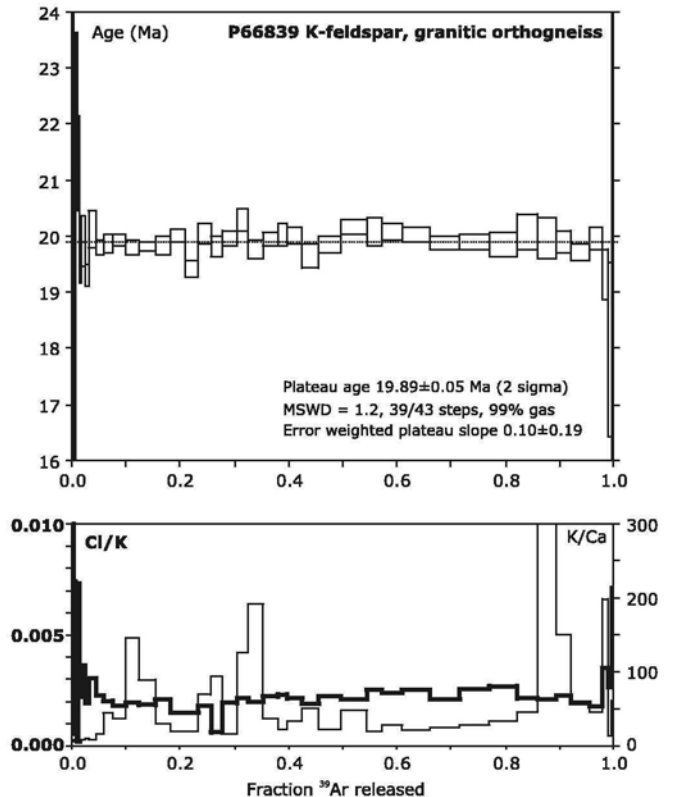 24
Age (Ma) P66839 K-feldspar, granitic orthogneiss
23
22
21
20
19
18
Plateau age 19.89±0.05 Ma (2 sigma)
17 MSWD = 1.2, 39/43 steps, 99% gas
Error weighted plateau slope 0.10±0.19
16
0.0 0.2 0.4 0.6 0.8 1.0
0.010 Cl/K K/Ca 300
200
0.005
100
0.000 0
0.0 0.2 0.4 0.6 0.8 1.0
Fraction ³⁹Ar released